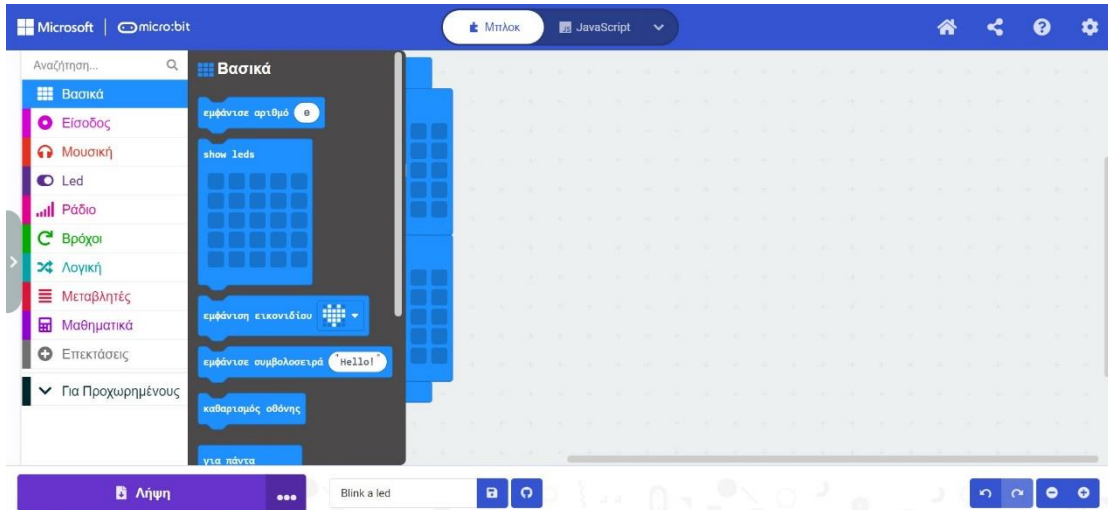 Microsoft | micro:bit
Μπλοκ
JavaScript
Αναζήτηση...
Βασικά
Είσοδος
Μουσική
Led
Ράδιο
Βρόχοι
Λογική
Μεταβλητές
Μαθηματικά
Επεκτάσεις
Για Προχωρημένους
Βασικά
εμφάνισε αριθμό 0
show leds
εμφάνιση εικονιδίου
εμφάνισε συμβολοσειρά "Hello!"
καθαρισμός οθόνης
για πάντα
Λήψη
Blink a led